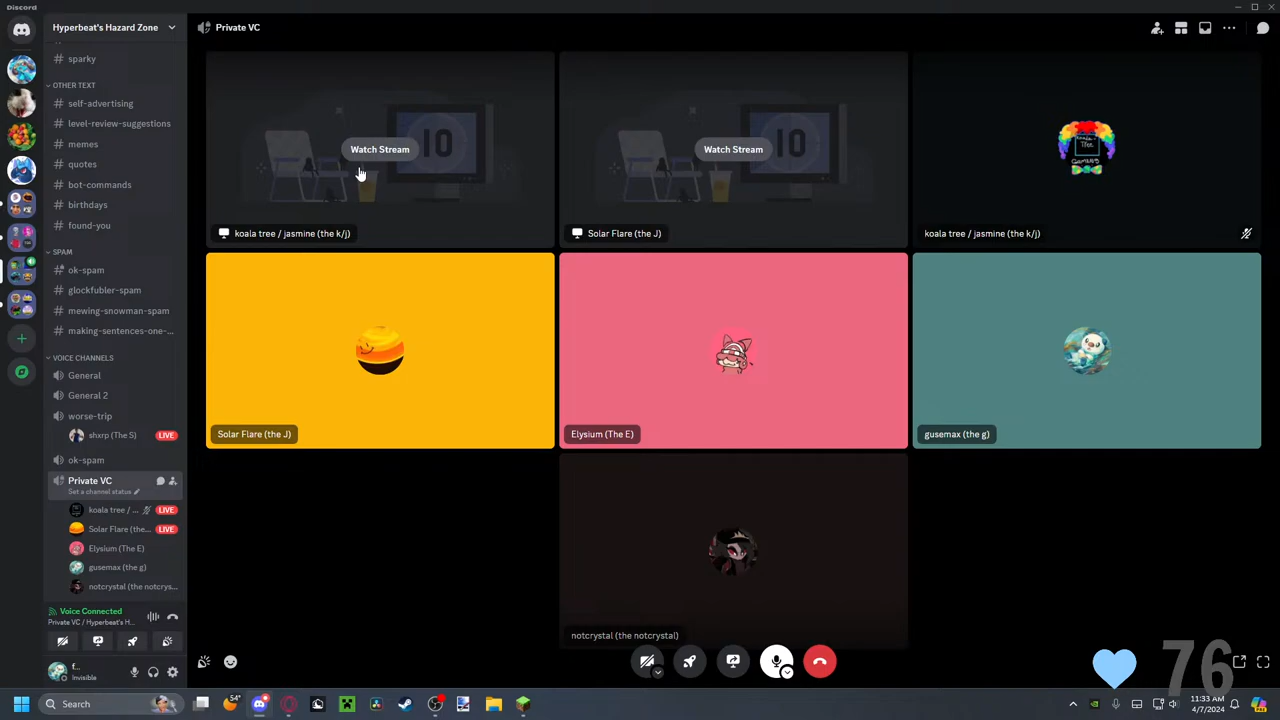 Discord
Hyperbeat's Hazard Zone
Private VC
sparky
OTHER TEXT
self-advertising
level-review-suggestions
memes
quotes
bot-commands
birthdays
found-you
SPAM
ok-spam
glockfubler-spam
mewing-snowman-spam
making-sentences-one-...
VOICE CHANNELS
General
General 2
worse-trip
shxrp (The S) LIVE
ok-spam
Private VC
Set a channel status
koala tree / ... LIVE
Solar Flare (the... LIVE
Elysium (The E)
gusemax (the g)
notcrystal (the notcrys...
Voice Connected
Private VC / Hyperbeat's H...
f...
Invisible
Watch Stream
10
koala tree / jasmine (the k/j)
Watch Stream
10
Solar Flare (the J)
Gaming
koala tree / jasmine (the k/j)
Solar Flare (the J)
Elysium (The E)
gusemax (the g)
notcrystal (the notcrystal)
76
Search
54°
11:33 AM
4/7/2024